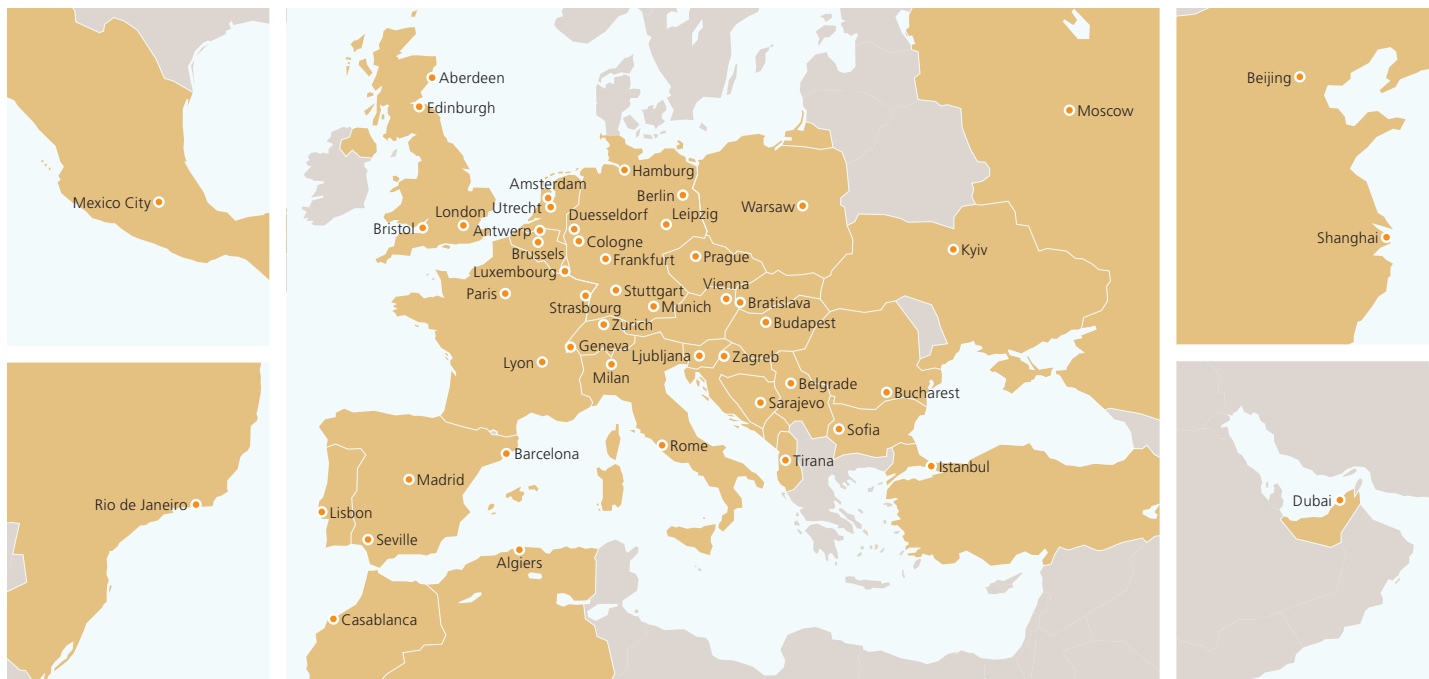 Mexico City
Rio de Janeiro
Aberdeen
Edinburgh
Moscow
Hamburg
Amsterdam
Berlin
Utrecht
Warsaw
London
Duesseldorf
Leipzig
Bristol
Antwerp
Cologne
Brussels
Kyiv
Frankfurt
Prague
Luxembourg
Vienna
Paris
Stuttgart
Strasbourg
Munich
Bratislava
Zurich
Budapest
Geneva
Ljubljana
Zagreb
Lyon
Milan
Belgrade
Sarajevo
Bucharest
Sofia
Rome
Barcelona
Tirana
Istanbul
Madrid
Lisbon
Seville
Algiers
Casablanca
Beijing
Shanghai
Dubai